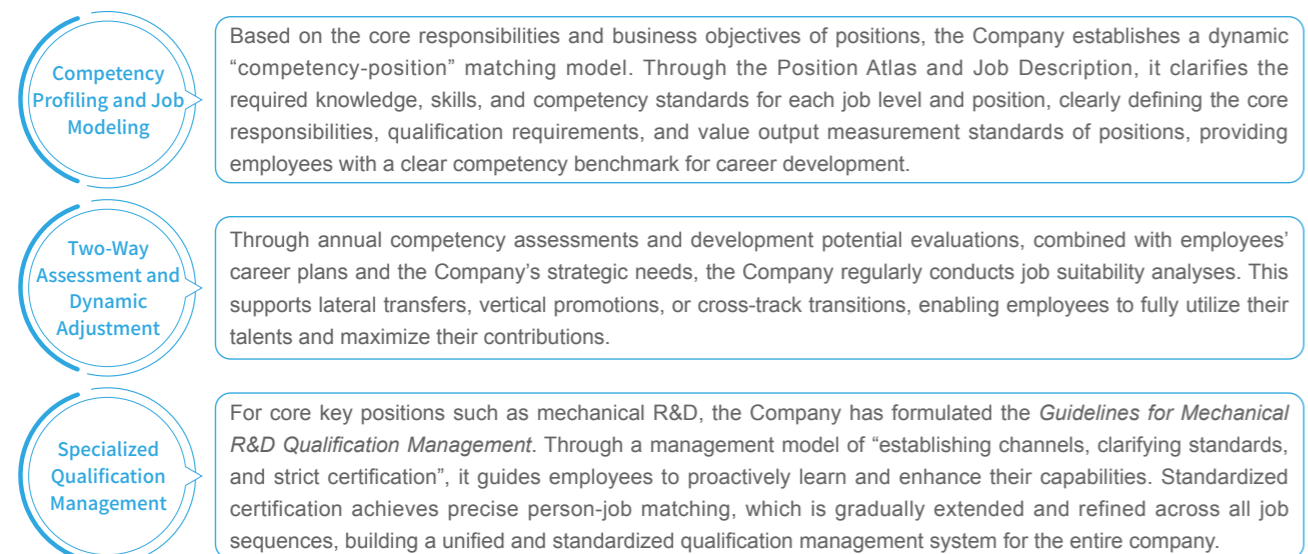 Competency
Profiling and Job
Modeling
Based on the core responsibilities and business objectives of positions, the Company establishes a dynamic
“competency-position” matching model. Through the Position Atlas and Job Description, it clarifies the
required knowledge, skills, and competency standards for each job level and position, clearly defining the core
responsibilities, qualification requirements, and value output measurement standards of positions, providing
employees with a clear competency benchmark for career development.
Two-Way
Assessment and
Dynamic
Adjustment
Through annual competency assessments and development potential evaluations, combined with employees’
career plans and the Company’s strategic needs, the Company regularly conducts job suitability analyses. This
supports lateral transfers, vertical promotions, or cross-track transitions, enabling employees to fully utilize their
talents and maximize their contributions.
Specialized
Qualification
Management
For core key positions such as mechanical R&D, the Company has formulated the Guidelines for Mechanical
R&D Qualification Management. Through a management model of “establishing channels, clarifying standards,
and strict certification”, it guides employees to proactively learn and enhance their capabilities. Standardized
certification achieves precise person-job matching, which is gradually extended and refined across all job
sequences, building a unified and standardized qualification management system for the entire company.